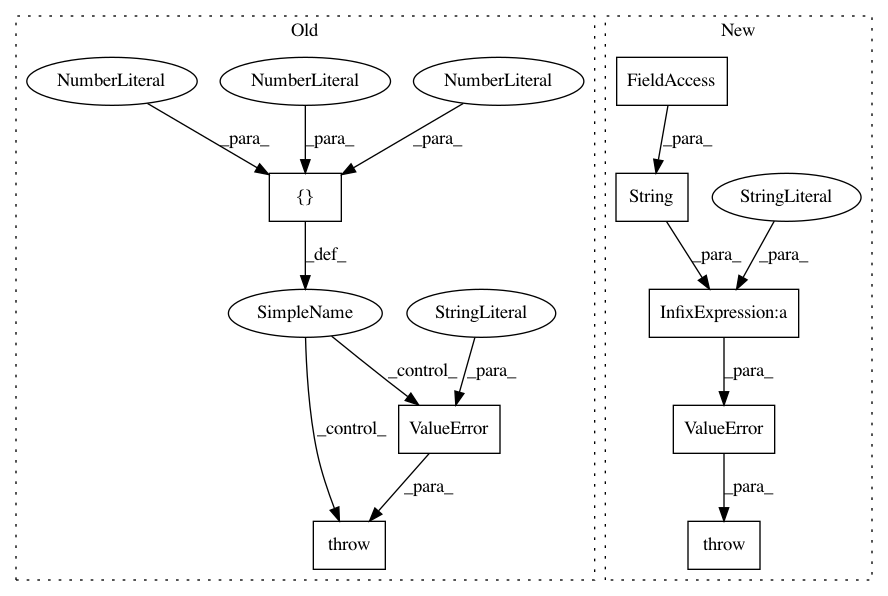 Old
New
NumberLiteral
NumberLiteral
NumberLiteral
FieldAccess
_para_
_para_
_para_
_para_
{}
String
StringLiteral
_def_
_para_
_para_
SimpleName
StringLiteral
InfixExpression:a
_control_
_para_
_para_
ValueError
ValueError
_control_
_para_
_para_
throw
throw